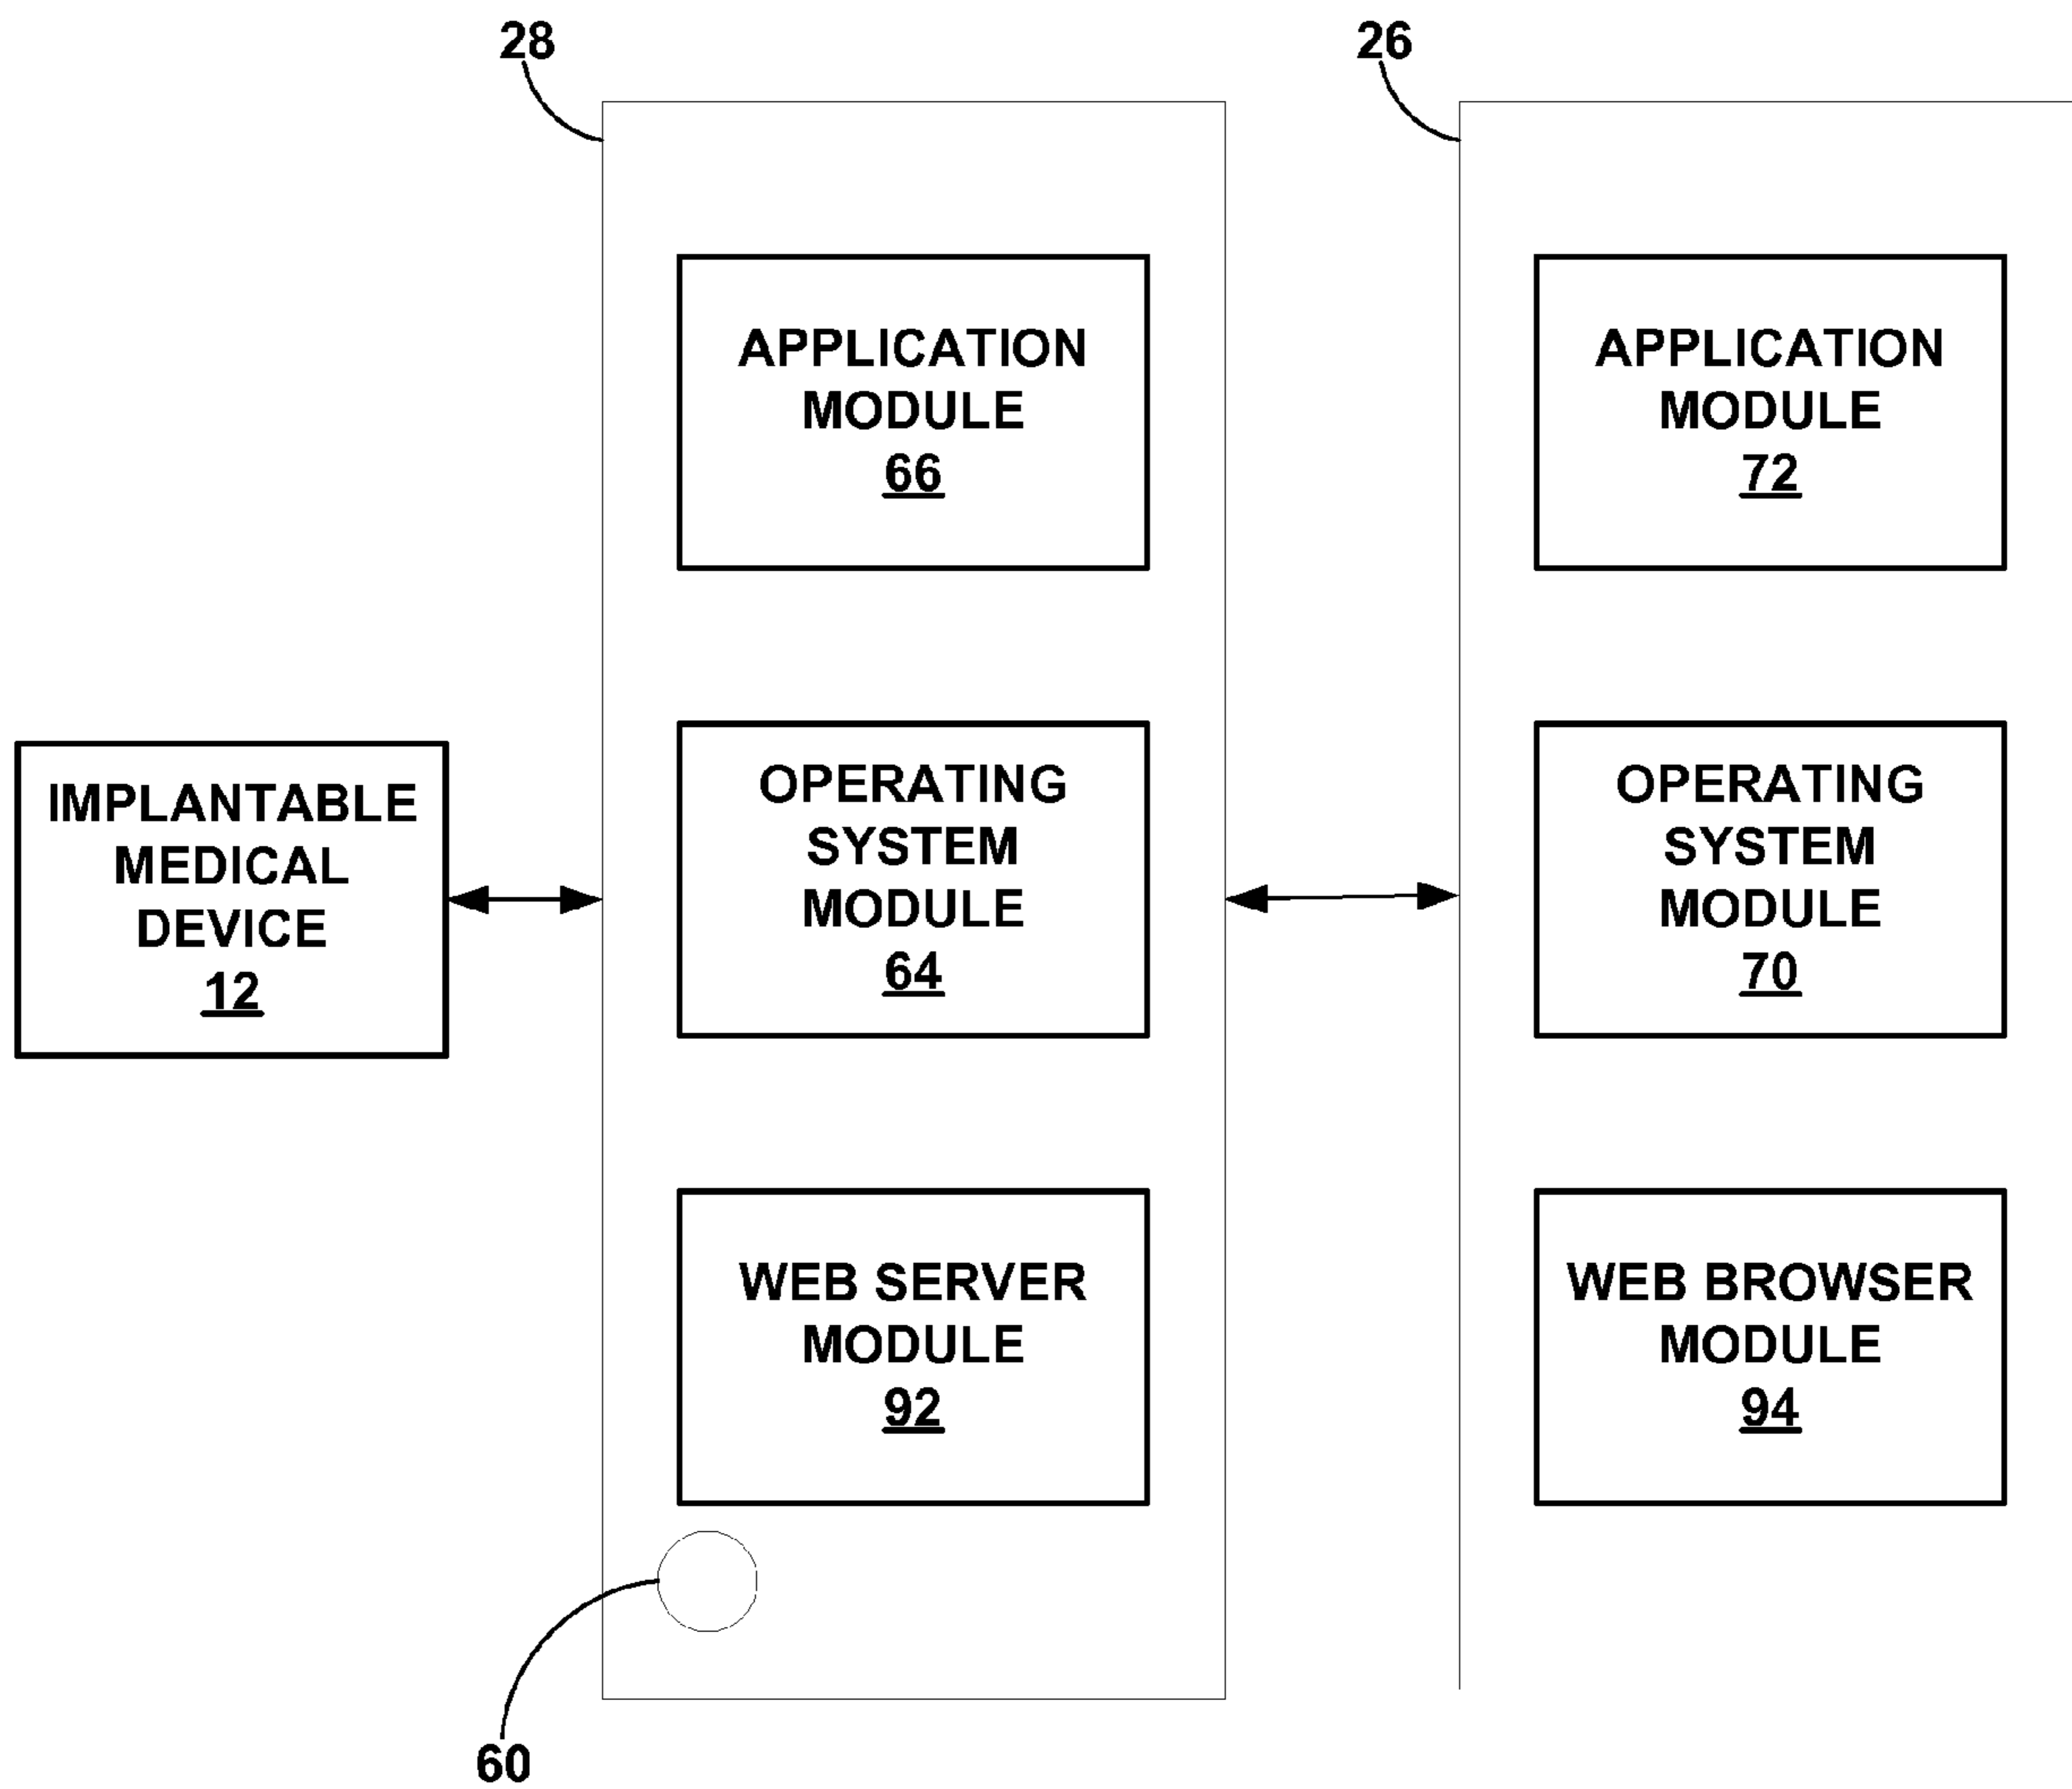 28
26
APPLICATION
MODULE
66
APPLICATION
MODULE
72
IMPLANTABLE
MEDICAL
DEVICE
12
OPERATING
SYSTEM
MODULE
64
OPERATING
SYSTEM
MODULE
70
WEB SERVER
MODULE
92
WEB BROWSER
MODULE
94
60